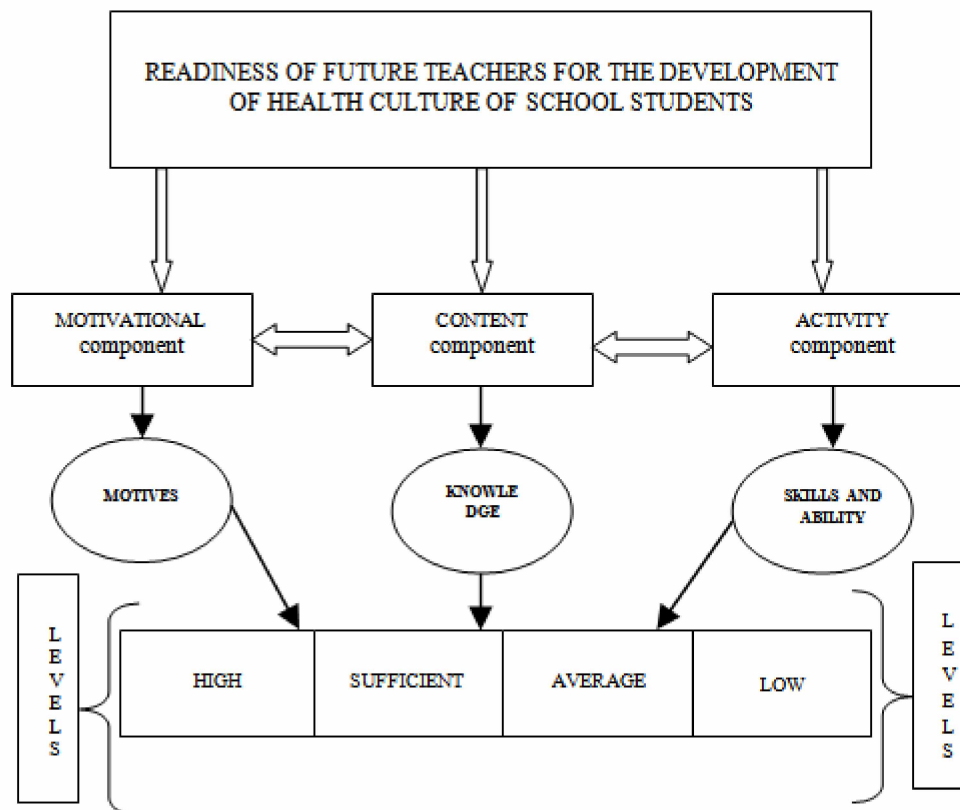 READINESS OF FUTURE TEACHERS FOR THE DEVELOPMENT
OF HEALTH CULTURE OF SCHOOL STUDENTS
MOTIVATIONAL
component
CONTENT
component
ACTIVITY
component
MOTIVES
KNOWLE
DGE
SKILLS AND
ABILITY
L
E
V
E
L
S
HIGH
SUFFICIENT
AVERAGE
LOW
L
E
V
E
L
S